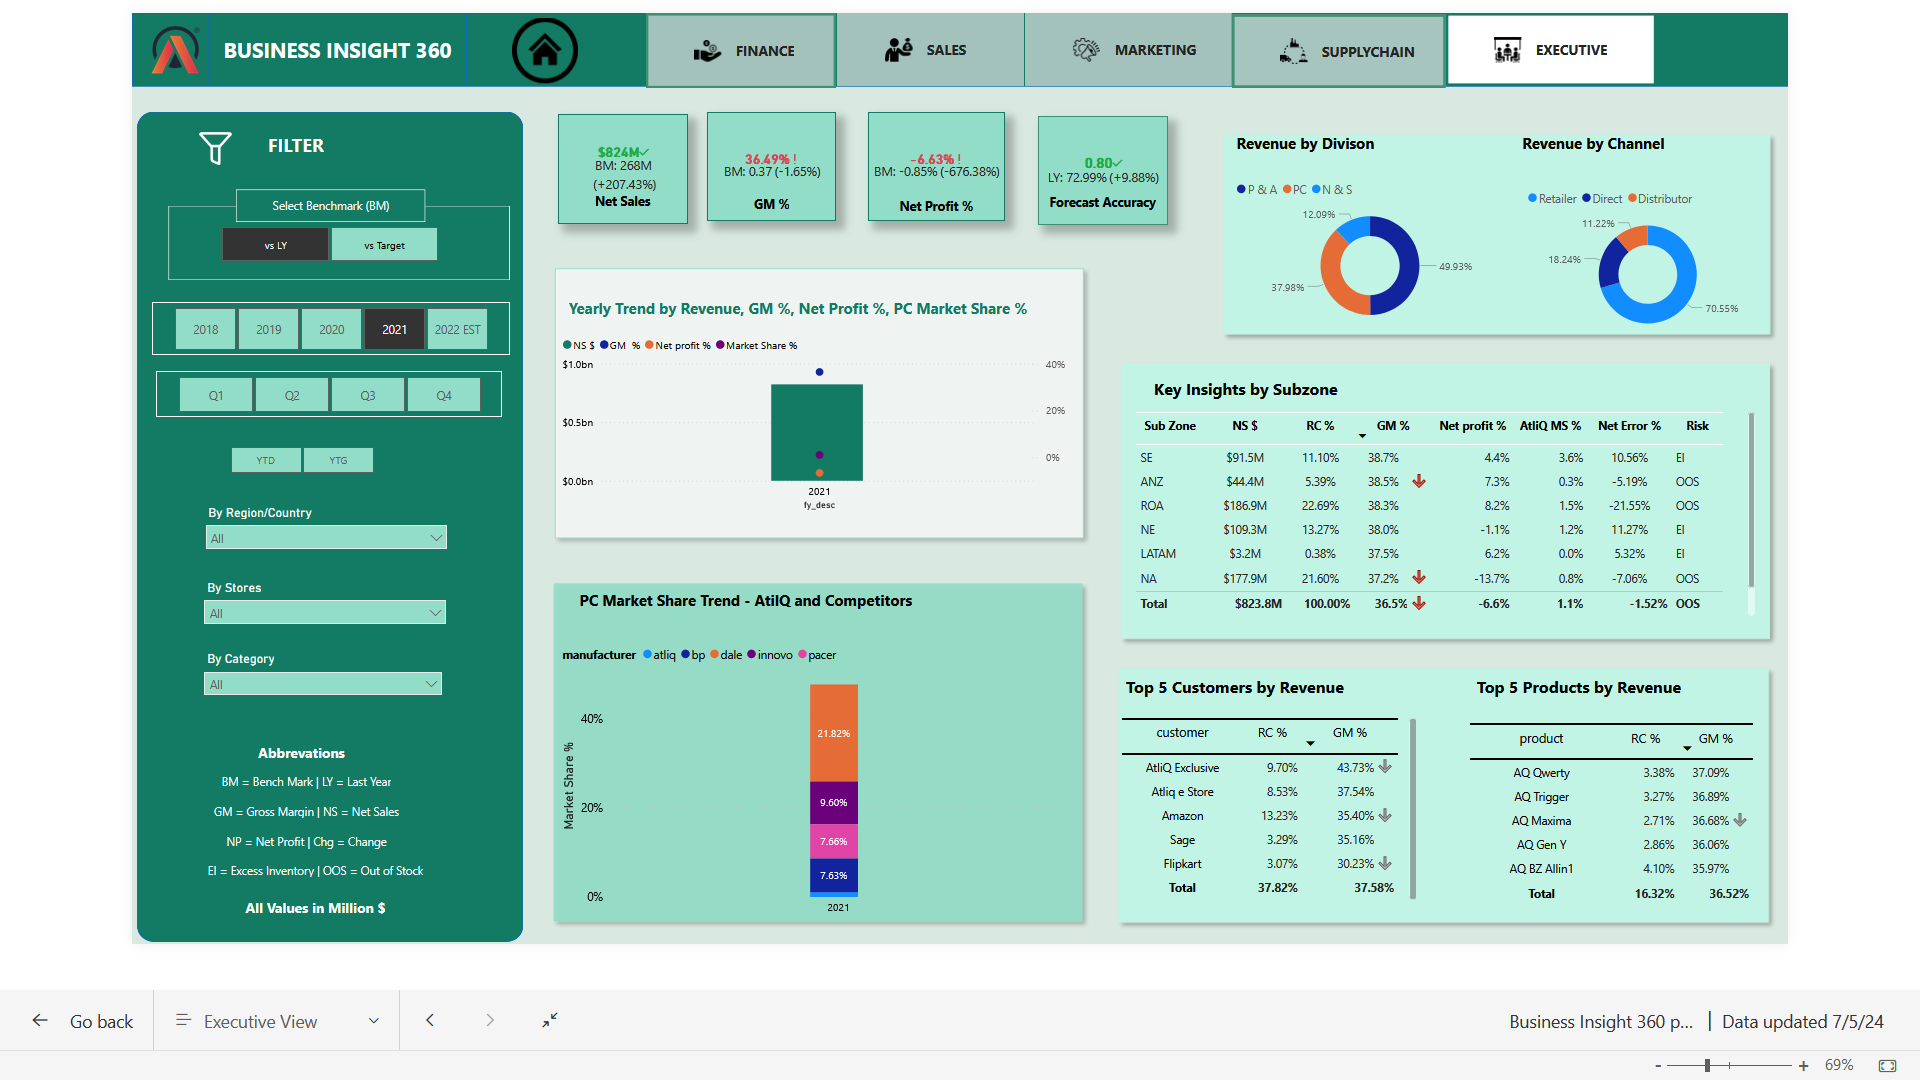 BUSINESS INSIGHT 360
FINANCE
SALES
MARKETING
SUPPLYCHAIN
EXECUTIVE
FILTER
Select Benchmark (BM)
vs LY
vs Target
2018
2019
2020
2021
2022 EST
Q1
Q2
Q3
Q4
YTD
YTG
By Region/Country
All
By Stores
All
By Category
All
Abbrevations
BM = Bench Mark | LY = Last Year
GM = Gross Margin | NS = Net Sales
NP = Net Profit | Chg = Change
EI = Excess Inventory | OOS = Out of Stock
All Values in Million $
$824M✓
BM: 268M
(+207.43%)
Net Sales
36.49% !
BM: 0.37 (-1.65%)
GM %
-6.63% !
BM: -0.85% (-676.38%)
Net Profit %
0.80✓
LY: 72.99% (+9.88%)
Forecast Accuracy
Yearly Trend by Revenue, GM %, Net Profit %, PC Market Share %
NS $ GM % Net profit % Market Share %
$1.0bn
$0.5bn
$0.0bn
40%
20%
0%
2021
fy_desc
PC Market Share Trend - AtilQ and Competitors
manufacturer atliq bp dale innovo pacer
Market Share %
40%
20%
0%
21.82%
9.60%
7.66%
7.63%
2021
Revenue by Divison
P & A PC N & S
12.09%
49.93%
37.98%
Revenue by Channel
Retailer Direct Distributor
11.22%
18.24%
70.55%
Key Insights by Subzone
Sub Zone NS $ RC % GM % Net profit % AtliQ MS % Net Error % Risk
SE $91.5M 11.10% 38.7% 4.4% 3.6% 10.56% EI
ANZ $44.4M 5.39% 38.5% 7.3% 0.3% -5.19% OOS
ROA $186.9M 22.69% 38.3% 8.2% 1.5% -21.55% OOS
NE $109.3M 13.27% 38.0% -1.1% 1.2% 11.27% EI
LATAM $3.2M 0.38% 37.5% 6.2% 0.0% 5.32% EI
NA $177.9M 21.60% 37.2% -13.7% 0.8% -7.06% OOS
Total $823.8M 100.00% 36.5% -6.6% 1.1% -1.52% OOS
Top 5 Customers by Revenue
customer RC % GM %
AtliQ Exclusive 9.70% 43.73%
Atliq e Store 8.53% 37.54%
Amazon 13.23% 35.40%
Sage 3.29% 35.16%
Flipkart 3.07% 30.23%
Total 37.82% 37.58%
Top 5 Products by Revenue
product RC % GM %
AQ Qwerty 3.38% 37.09%
AQ Trigger 3.27% 36.89%
AQ Maxima 2.71% 36.68%
AQ Gen Y 2.86% 36.06%
AQ BZ Allin1 4.10% 35.97%
Total 16.32% 36.52%
Go back
Executive View
Business Insight 360 p... | Data updated 7/5/24
- + 69%